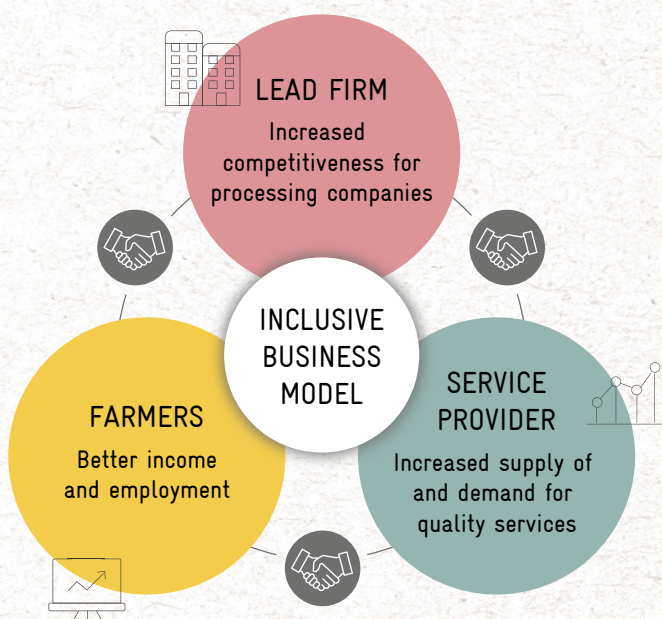 LEAD FIRM
Increased
competitiveness for
processing companies
INCLUSIVE
BUSINESS
MODEL
FARMERS
Better income
and employment
SERVICE
PROVIDER
Increased supply of
and demand for
quality services